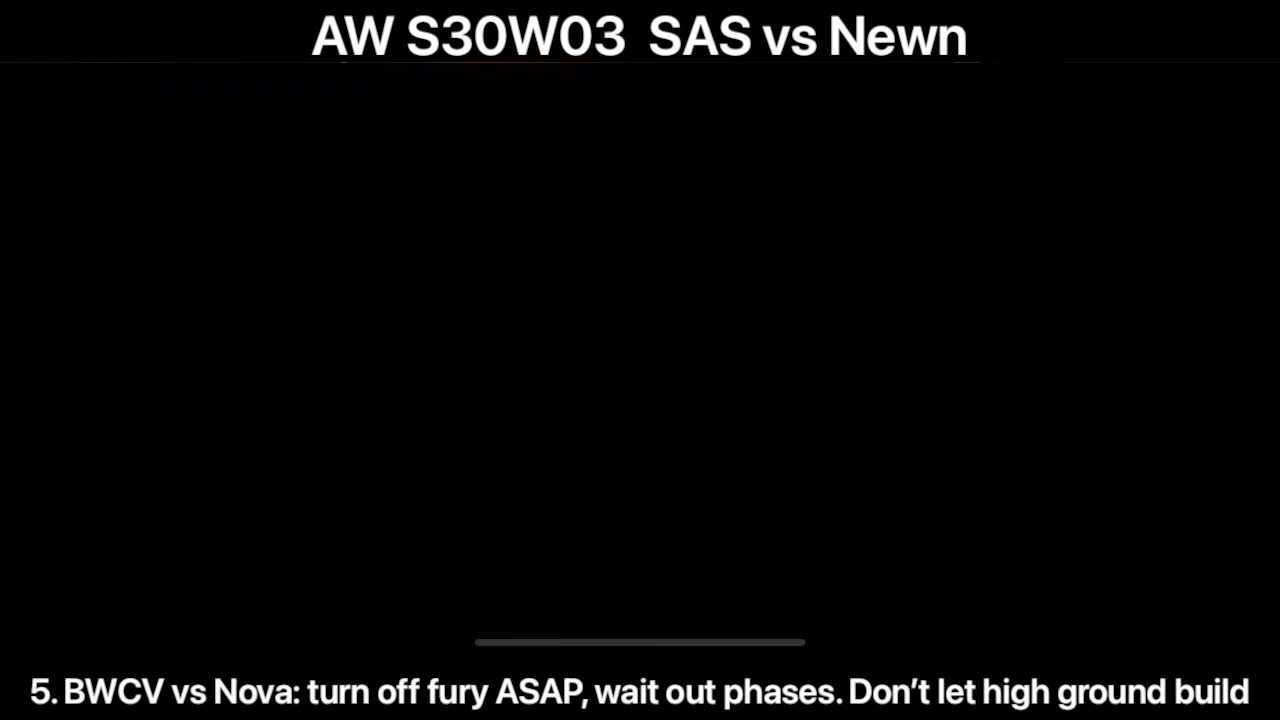 AW S30W03 SAS vs Newn
5. BWCV vs Nova: turn off fury ASAP, wait out phases. Don’t let high ground build